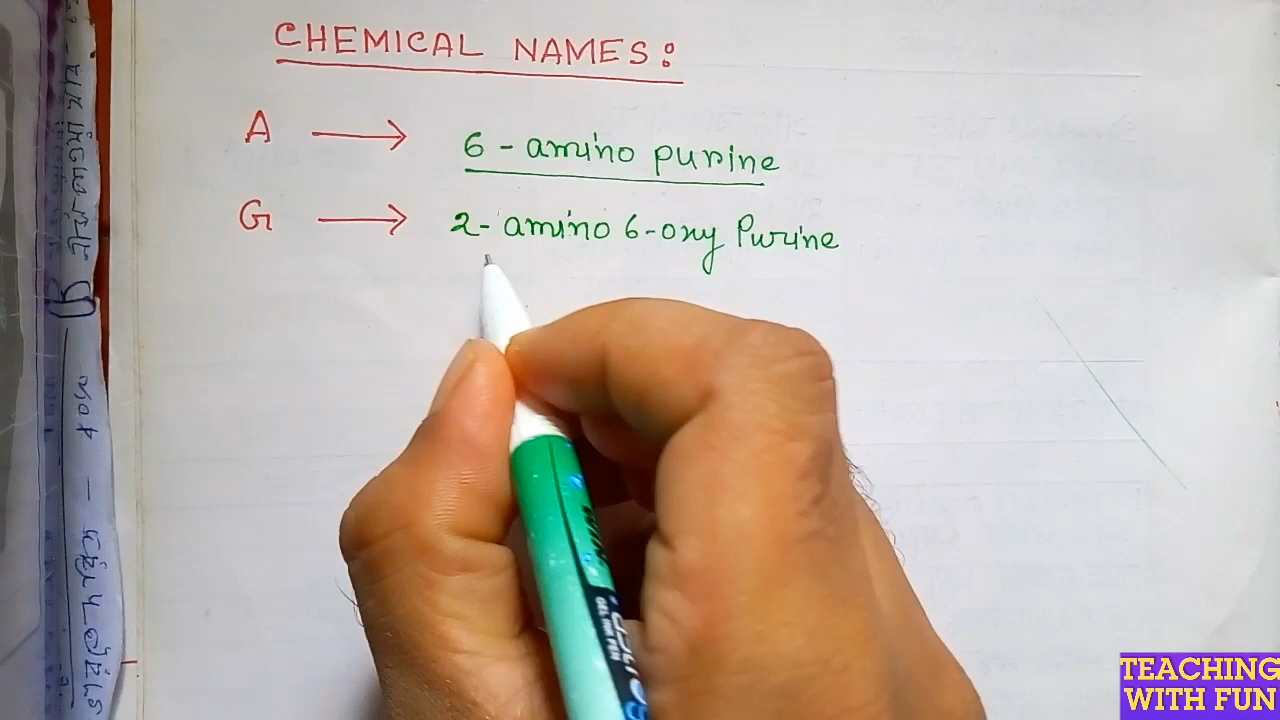 CHEMICAL NAMES:
A → 6 - amino purine
G → 2- amino 6-oxy Purine
TEACHING
WITH FUN